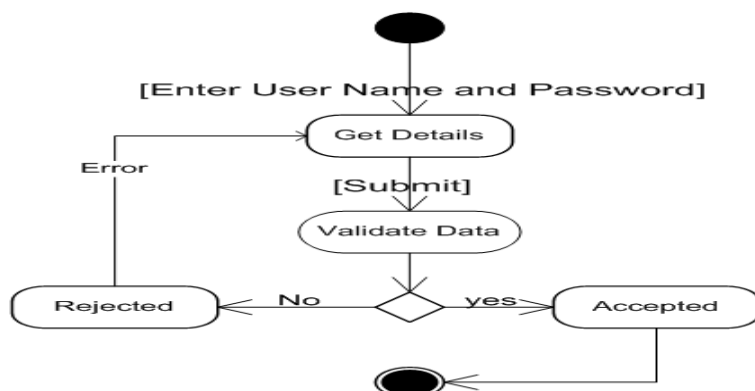 [Enter User Name and Password]
Get Details
Error
[Submit]
Validate Data
Rejected
No
yes
Accepted